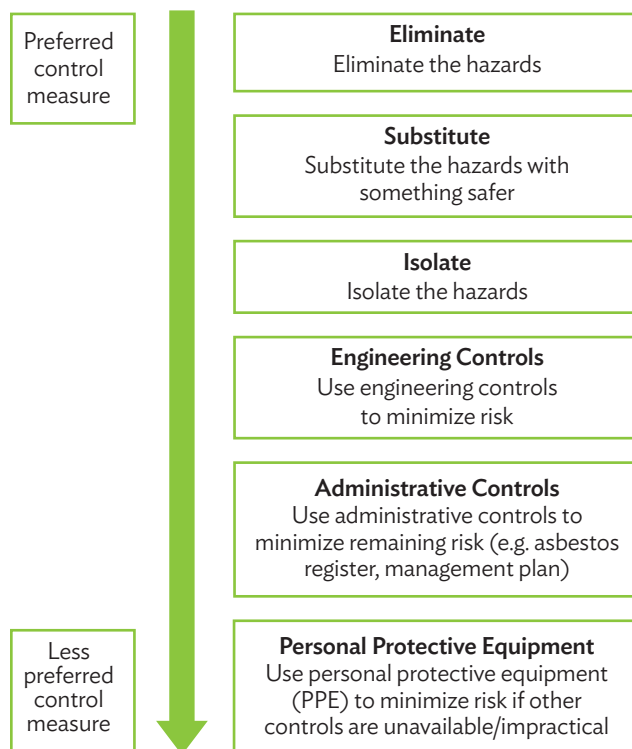 Preferred
control
measure
Eliminate
Eliminate the hazards
Substitute
Substitute the hazards with
something safer
Isolate
Isolate the hazards
Engineering Controls
Use engineering controls
to minimize risk
Administrative Controls
Use administrative controls to
minimize remaining risk (e.g. asbestos
register, management plan)
Less
preferred
control
measure
Personal Protective Equipment
Use personal protective equipment
(PPE) to minimize risk if other
controls are unavailable/impractical